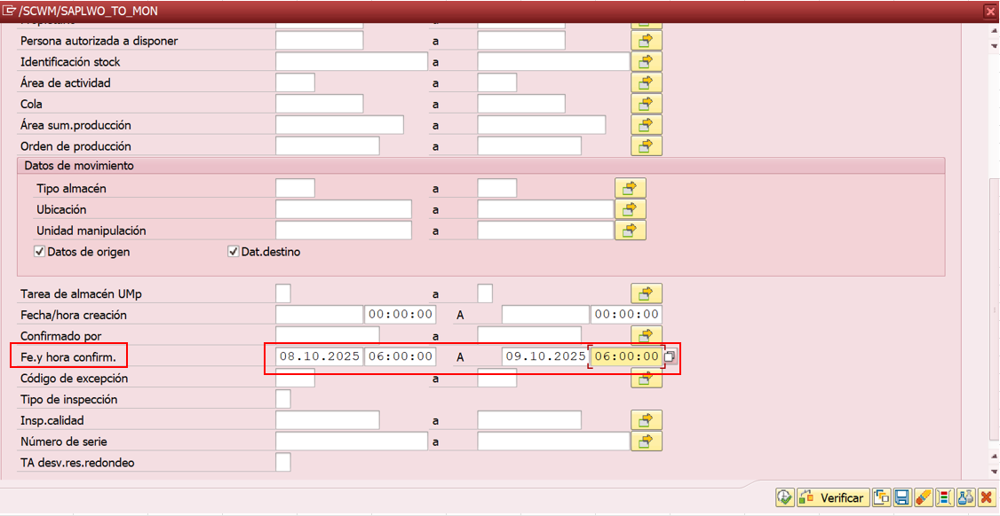 /SCWM/SAPLWO_TO_MON
Persona autorizada a disponer a
Identificación stock a
Área de actividad a
Cola a
Área sum.producción a
Orden de producción a
Datos de movimiento
Tipo almacén a
Ubicación a
Unidad manipulación a
Datos de origen Dat.destino
Tarea de almacén UMp a
Fecha/hora creación 00:00:00 A 00:00:00
Confirmado por a
Fe.y hora confirm. 08.10.2025 06:00:00 A 09.10.2025 06:00:00
Código de excepción a
Tipo de inspección
Insp.calidad a
Número de serie a
TA desv.res.redondeo
Verificar